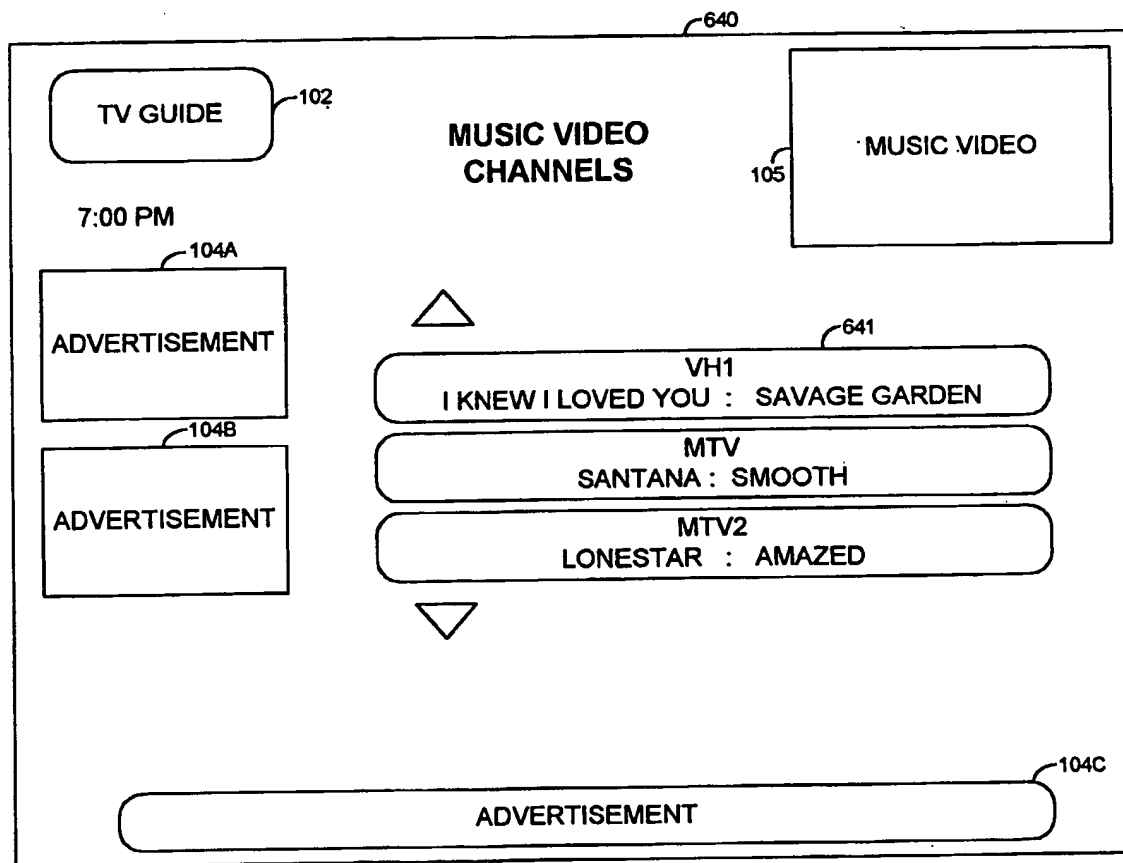 640
TV GUIDE
102
MUSIC VIDEO
CHANNELS
105
MUSIC VIDEO
7:00 PM
104A
ADVERTISEMENT
104B
ADVERTISEMENT
641
VH1
I KNEW I LOVED YOU : SAVAGE GARDEN
MTV
SANTANA : SMOOTH
MTV2
LONESTAR : AMAZED
104C
ADVERTISEMENT